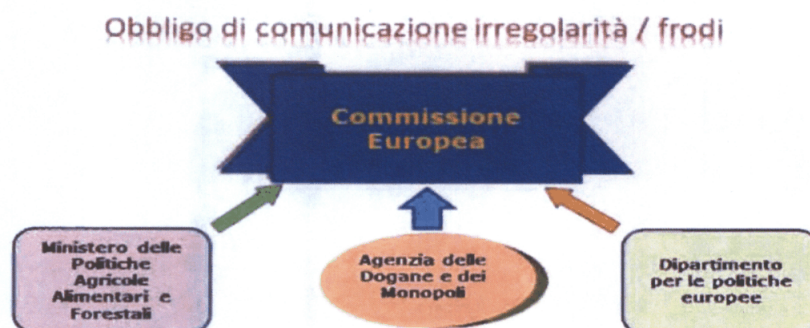 Obbligo di comunicazione irregolarità / frodi
Commissione
Europea
Ministero delle
Politiche
Agricole
Alimentari e
Forestali
Agenzia delle
Dogane e dei
Monopoli
Dipartimento
per le politiche
europee